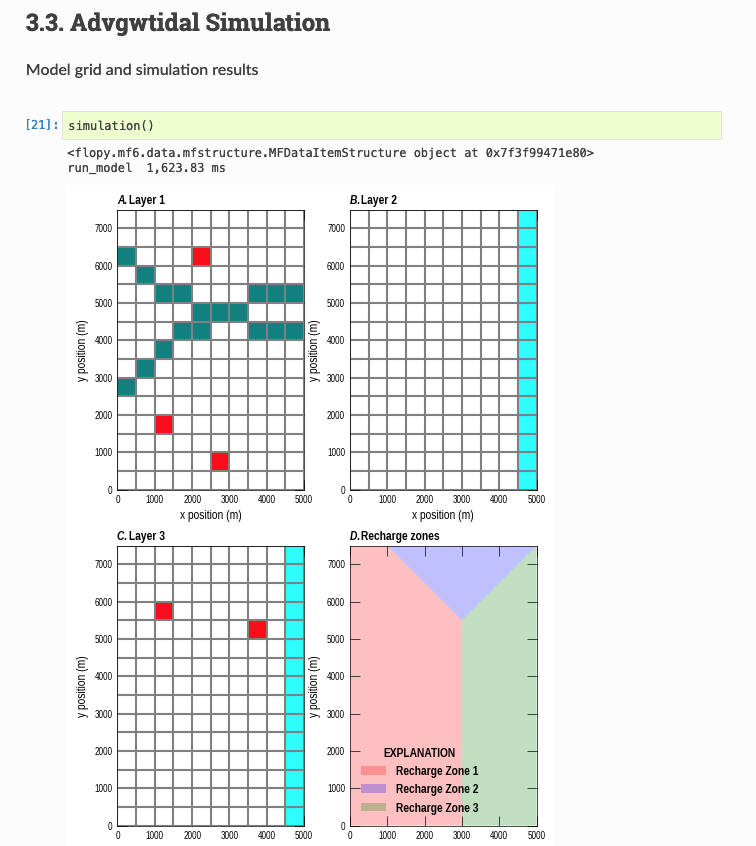 3.3. Advgwtidal Simulation
Model grid and simulation results
[21]: simulation()
<flopy.mf6.data.mfstructure.MFDataItemStructure object at 0x7f3f99471e80>
run_model  1,623.83 ms
A. Layer 1
7000
6000
5000
4000
3000
2000
1000
0
y position (m)
0 1000 2000 3000 4000 5000
x position (m)
B. Layer 2
7000
6000
5000
4000
3000
2000
1000
0
y position (m)
0 1000 2000 3000 4000 5000
x position (m)
C. Layer 3
7000
6000
5000
4000
3000
2000
1000
0
y position (m)
0 1000 2000 3000 4000 5000
D. Recharge zones
7000
6000
5000
4000
3000
2000
1000
0
y position (m)
EXPLANATION
Recharge Zone 1
Recharge Zone 2
Recharge Zone 3
0 1000 2000 3000 4000 5000